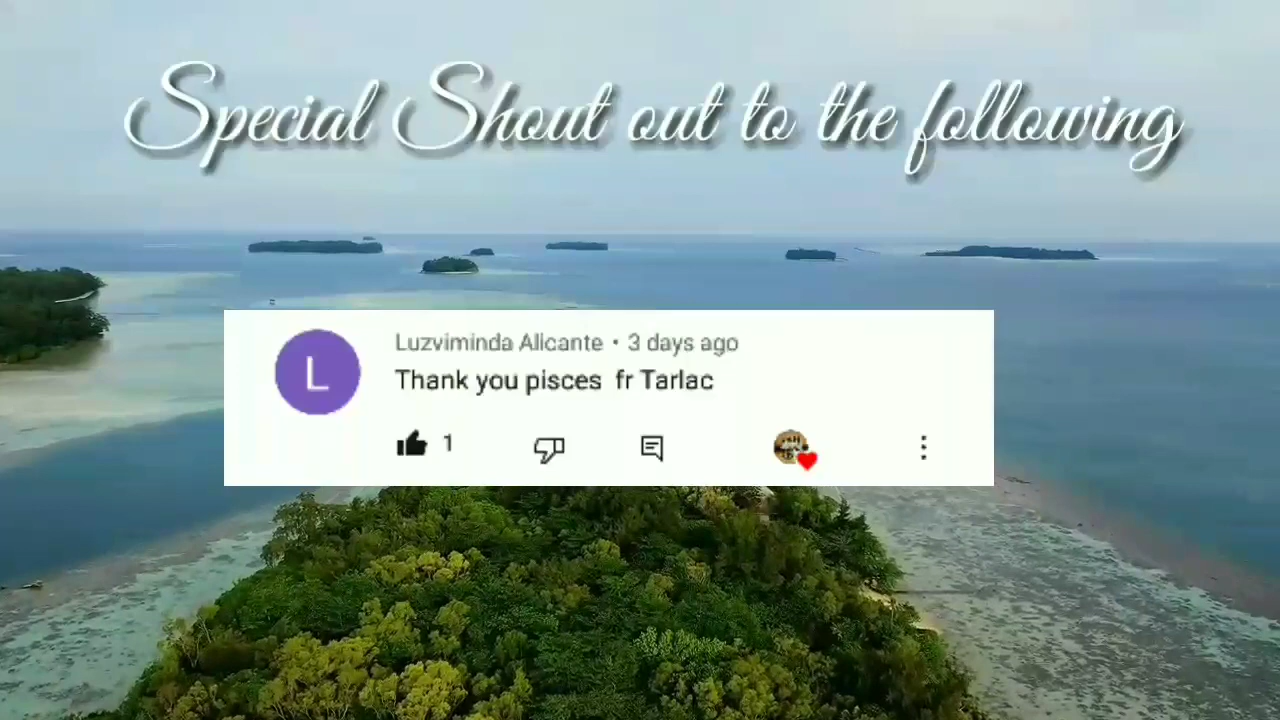 Special Shout out to the following
L
Luzviminda Alicante • 3 days ago
Thank you pisces fr Tarlac
1